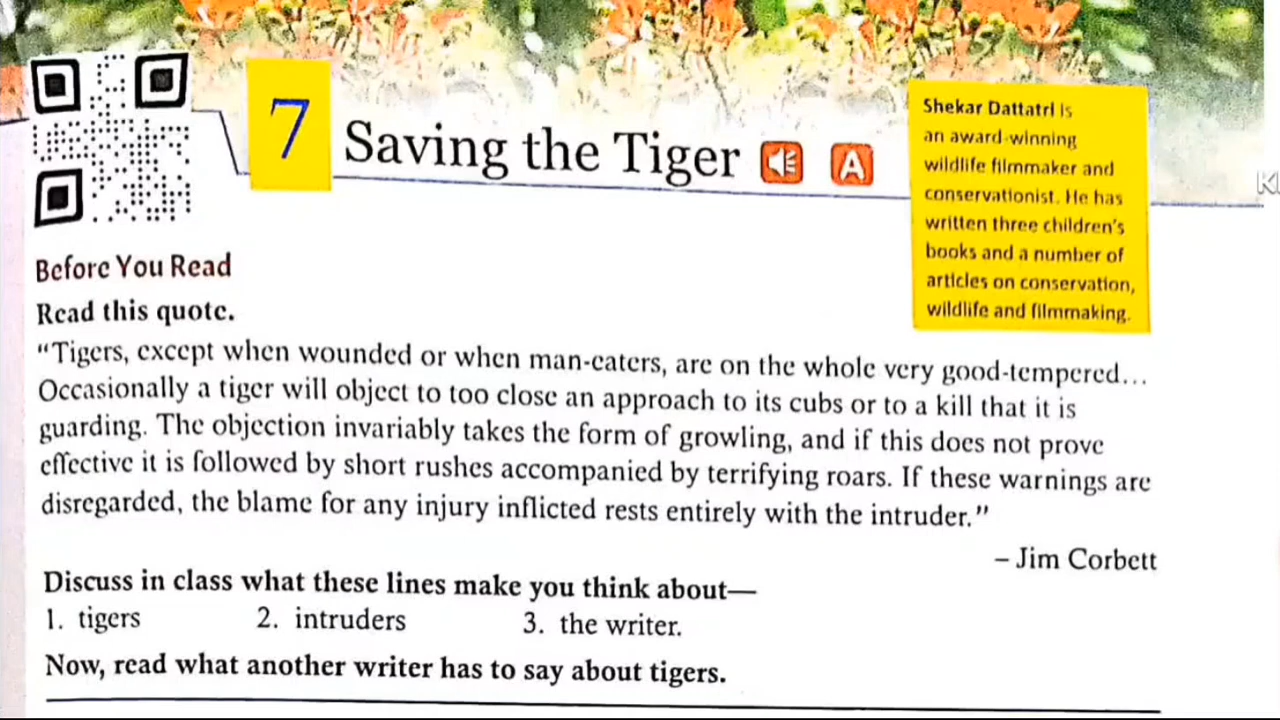 7 Saving the Tiger
A
Shekar Dattatri is
an award-winning
wildlife filmmaker and
conservationist. He has
written three children's
books and a number of
articles on conservation,
wildlife and filmmaking.
Before You Read
Read this quote.
“Tigers, except when wounded or when man-eaters, are on the whole very good-tempered...
Occasionally a tiger will object to too close an approach to its cubs or to a kill that it is
guarding. The objection invariably takes the form of growling, and if this does not prove
effective it is followed by short rushes accompanied by terrifying roars. If these warnings are
disregarded, the blame for any injury inflicted rests entirely with the intruder.”
– Jim Corbett
Discuss in class what these lines make you think about—
1. tigers 2. intruders 3. the writer.
Now, read what another writer has to say about tigers.